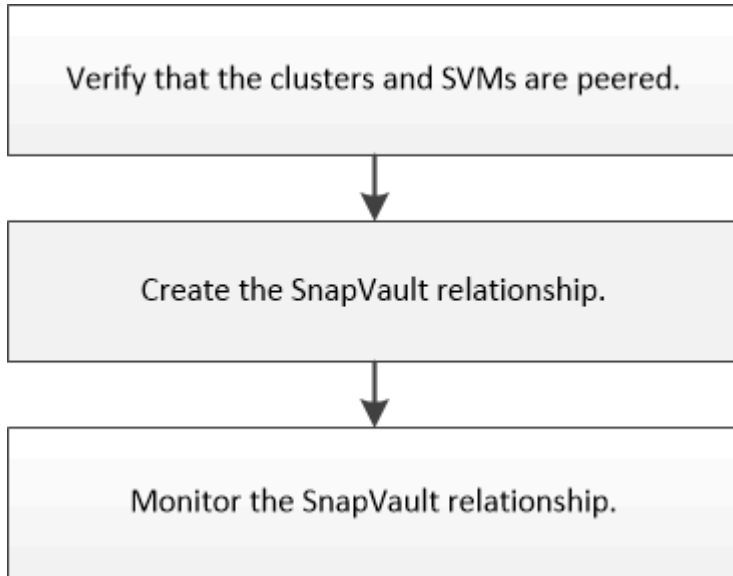 Verify that the clusters and SVMs are peered.
Create the SnapVault relationship.
Monitor the SnapVault relationship.